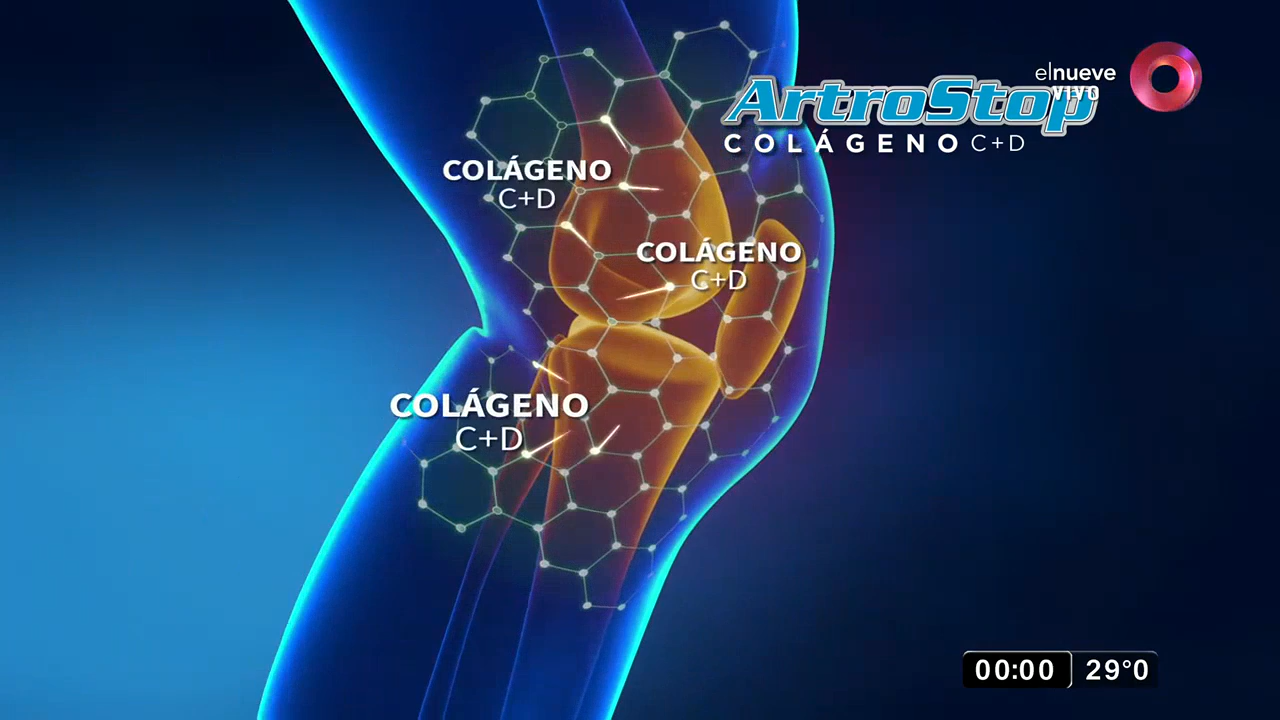 elnueve
VIVO
ArtroStop
COLÁGENO C+D
COLÁGENO
C+D
COLÁGENO
C+D
COLÁGENO
C+D
00:00 29°0